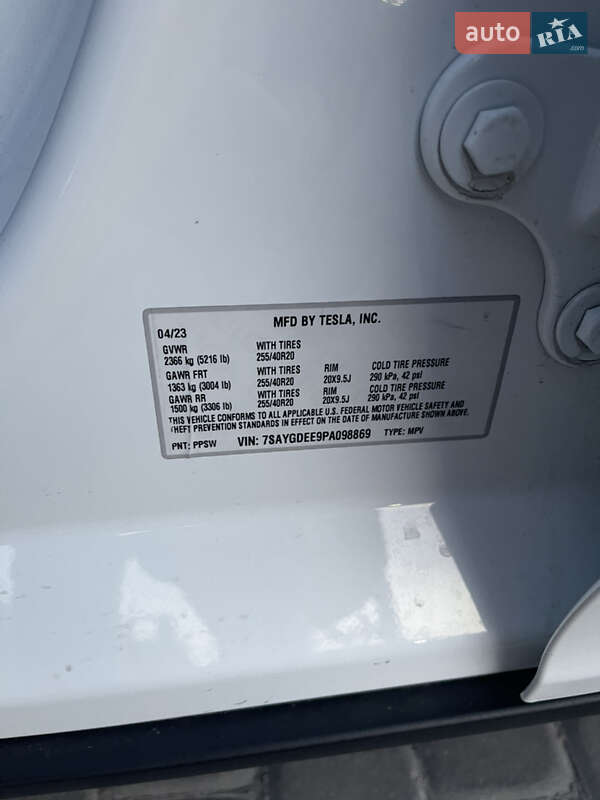 auto RIA .com
MFD BY TESLA, INC.
04/23
GVWR WITH TIRES
2366 kg (5216 lb) 255/40R20
GAWR FRT WITH TIRES RIM COLD TIRE PRESSURE
1363 kg (3004 lb) 255/40R20 20X9.5J 290 kPa, 42 psi
GAWR RR WITH TIRES RIM COLD TIRE PRESSURE
1500 kg (3306 lb) 255/40R20 20X9.5J 290 kPa, 42 psi
THIS VEHICLE CONFORMS TO ALL APPLICABLE U.S. FEDERAL MOTOR VEHICLE SAFETY AND
THEFT PREVENTION STANDARDS IN EFFECT ON THE DATE OF MANUFACTURE SHOWN ABOVE.
PNT: PPSW VIN: 7SAYGDEE9PA098869 TYPE: MPV